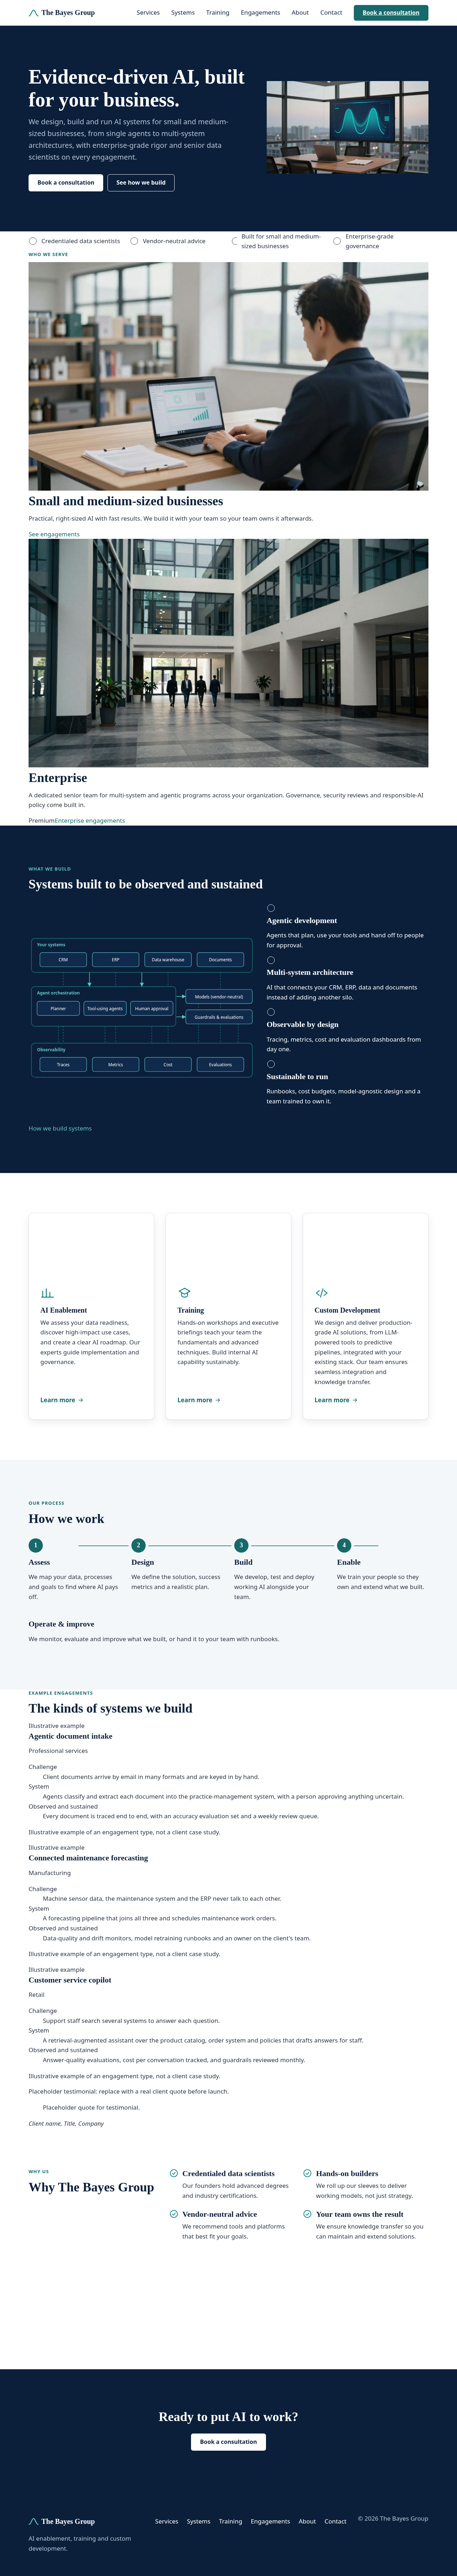 The Bayes Group
Services
Systems
Training
Engagements
About
Contact
Book a consultation
Evidence-driven AI, built
for your business.
We design, build and run AI systems for small and medium-
sized businesses, from single agents to multi-system
architectures, with enterprise-grade rigor and senior data
scientists on every engagement.
Book a consultation
See how we build
Credentialed data scientists
Vendor-neutral advice
Built for small and medium-
sized businesses
Enterprise-grade
governance
WHO WE SERVE
Small and medium-sized businesses
Practical, right-sized AI with fast results. We build it with your team so your team owns it afterwards.
See engagements
Enterprise
A dedicated senior team for multi-system and agentic programs across your organization. Governance, security reviews and responsible-AI
policy come built in.
PremiumEnterprise engagements
WHAT WE BUILD
Systems built to be observed and sustained
Your systems
CRM
ERP
Data warehouse
Documents
Agent orchestration
Planner
Tool-using agents
Human approval
Models (vendor-neutral)
Guardrails & evaluations
Observability
Traces
Metrics
Cost
Evaluations
Agentic development
Agents that plan, use your tools and hand off to people
for approval.
Multi-system architecture
AI that connects your CRM, ERP, data and documents
instead of adding another silo.
Observable by design
Tracing, metrics, cost and evaluation dashboards from
day one.
Sustainable to run
Runbooks, cost budgets, model-agnostic design and a
team trained to own it.
How we build systems
AI Enablement
We assess your data readiness,
discover high-impact use cases,
and create a clear AI roadmap. Our
experts guide implementation and
governance.
Learn more →
Training
Hands-on workshops and executive
briefings teach your team the
fundamentals and advanced
techniques. Build internal AI
capability sustainably.
Learn more →
Custom Development
We design and deliver production-
grade AI solutions, from LLM-
powered tools to predictive
pipelines, integrated with your
existing stack. Our team ensures
seamless integration and
knowledge transfer.
Learn more →
OUR PROCESS
How we work
1
Assess
We map your data, processes
and goals to find where AI pays
off.
2
Design
We define the solution, success
metrics and a realistic plan.
3
Build
We develop, test and deploy
working AI alongside your
team.
4
Enable
We train your people so they
own and extend what we built.
Operate & improve
We monitor, evaluate and improve what we built, or hand it to your team with runbooks.
EXAMPLE ENGAGEMENTS
The kinds of systems we build
Illustrative example
Agentic document intake
Professional services
Challenge
Client documents arrive by email in many formats and are keyed in by hand.
System
Agents classify and extract each document into the practice-management system, with a person approving anything uncertain.
Observed and sustained
Every document is traced end to end, with an accuracy evaluation set and a weekly review queue.
Illustrative example of an engagement type, not a client case study.
Illustrative example
Connected maintenance forecasting
Manufacturing
Challenge
Machine sensor data, the maintenance system and the ERP never talk to each other.
System
A forecasting pipeline that joins all three and schedules maintenance work orders.
Observed and sustained
Data-quality and drift monitors, model retraining runbooks and an owner on the client's team.
Illustrative example of an engagement type, not a client case study.
Illustrative example
Customer service copilot
Retail
Challenge
Support staff search several systems to answer each question.
System
A retrieval-augmented assistant over the product catalog, order system and policies that drafts answers for staff.
Observed and sustained
Answer-quality evaluations, cost per conversation tracked, and guardrails reviewed monthly.
Illustrative example of an engagement type, not a client case study.
Placeholder testimonial: replace with a real client quote before launch.
Placeholder quote for testimonial.
Client name, Title, Company
WHY US
Why The Bayes Group
Credentialed data scientists
Our founders hold advanced degrees
and industry certifications.
Hands-on builders
We roll up our sleeves to deliver
working models, not just strategy.
Vendor-neutral advice
We recommend tools and platforms
that best fit your goals.
Your team owns the result
We ensure knowledge transfer so you
can maintain and extend solutions.
Ready to put AI to work?
Book a consultation
The Bayes Group
AI enablement, training and custom
development.
Services
Systems
Training
Engagements
About
Contact
© 2026 The Bayes Group